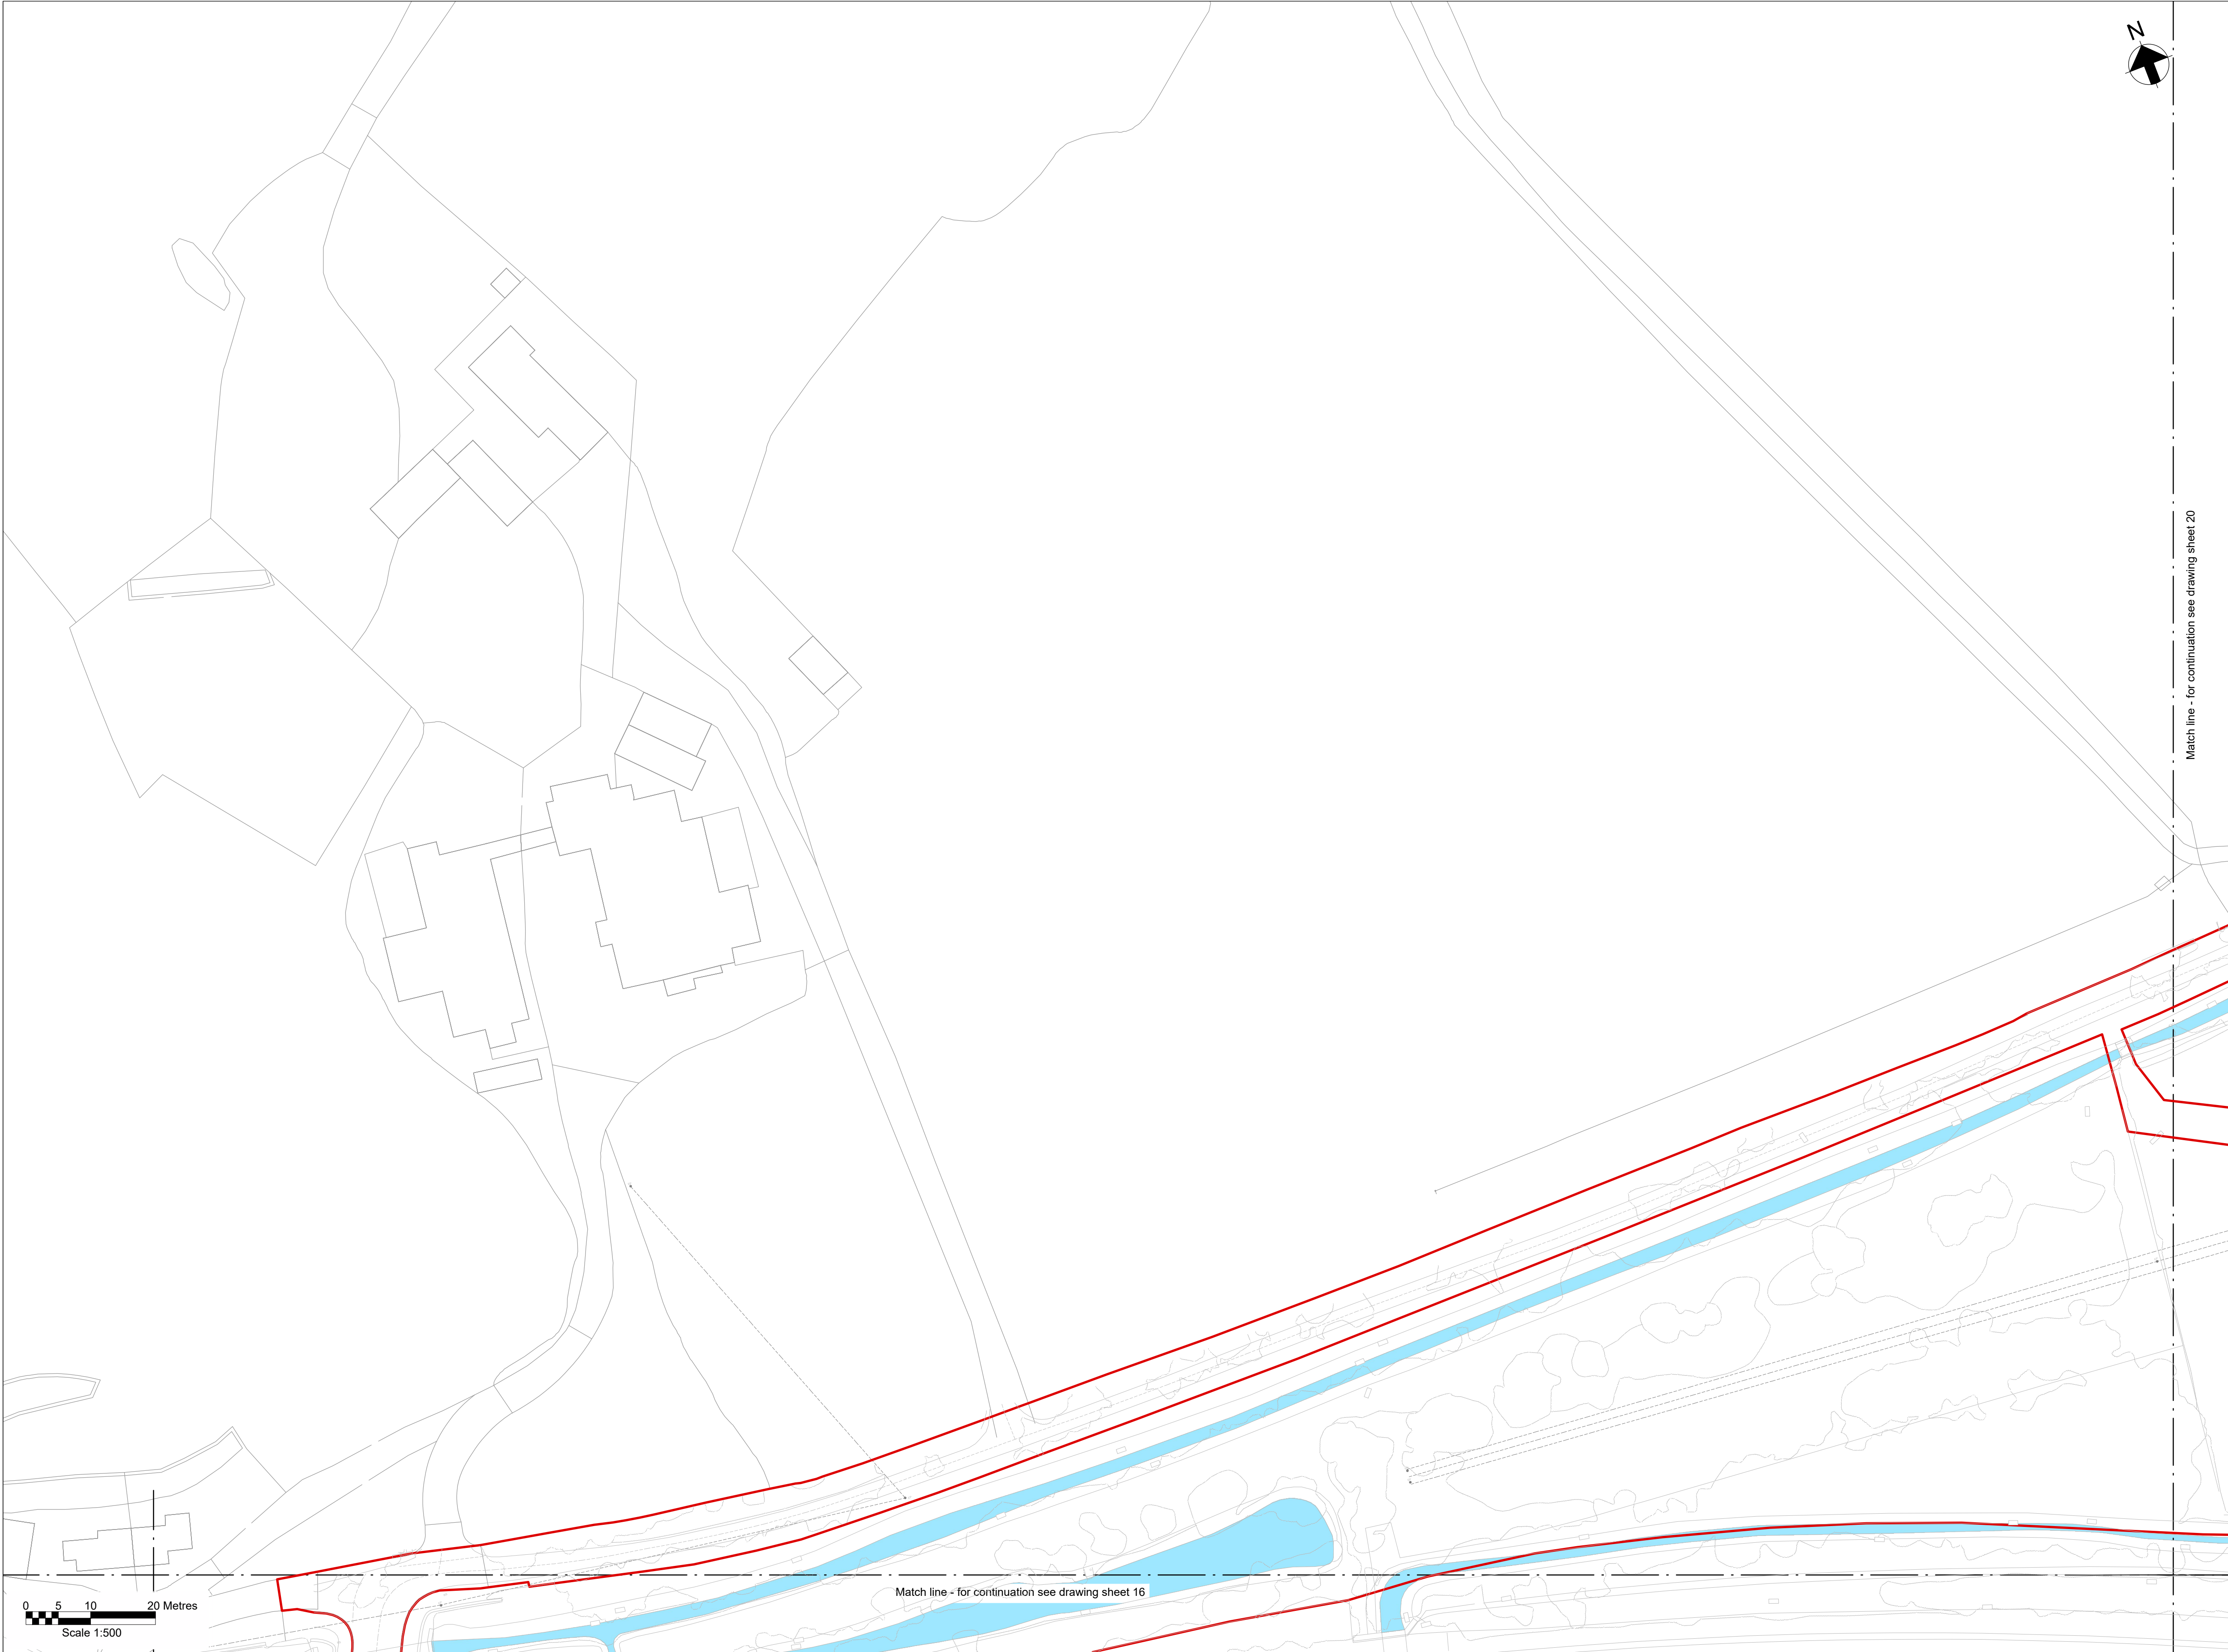 N
Match line - for continuation see drawing sheet 20
Match line - for continuation see drawing sheet 16
0 5 10 20 Metres
Scale 1:500